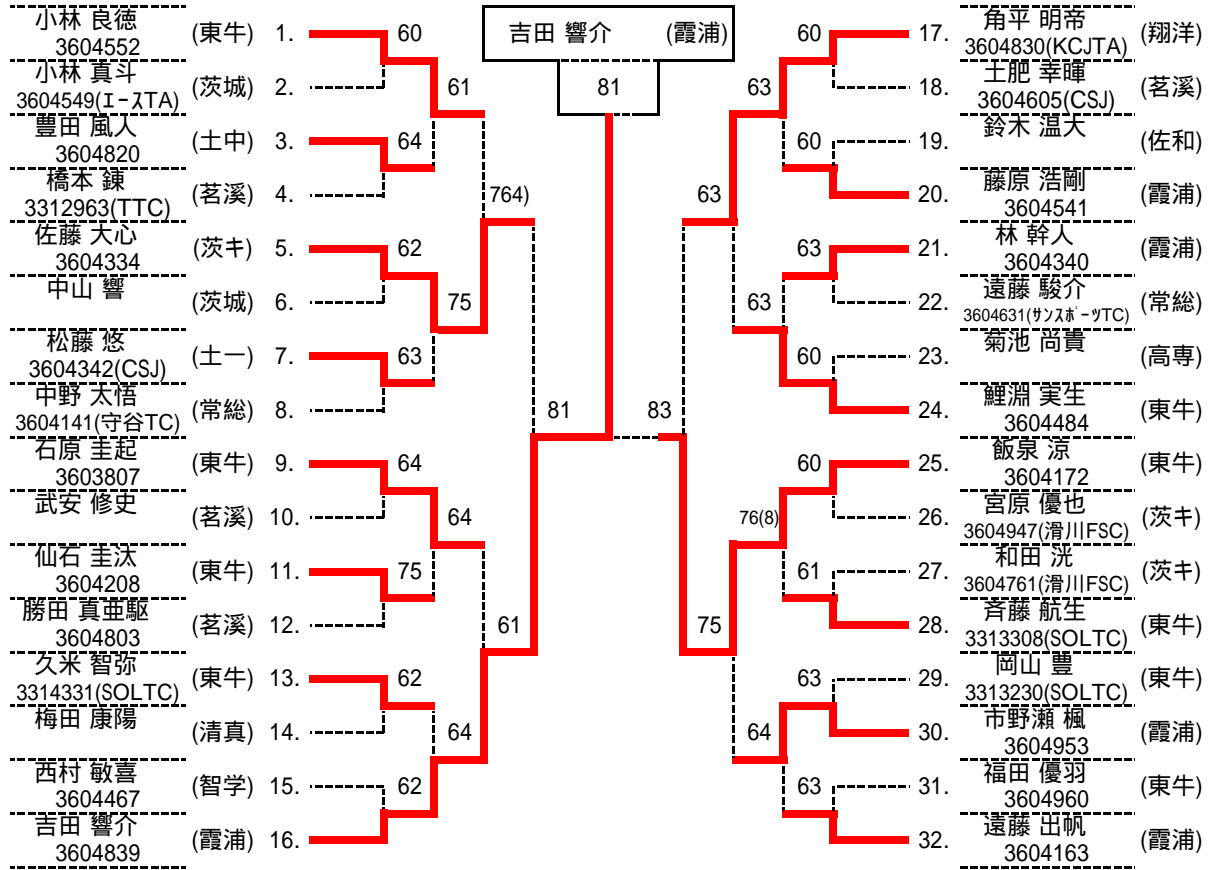 吉田 響介 (霞浦)
81
小林 良徳
3604552
(東牛) 1.
小林 真斗
3604549(エースTA)
(茨城) 2.
豊田 風人
3604820
(土中) 3.
橋本 錬
3312963(TTC)
(茗溪) 4.
佐藤 大心
3604334
(茨キ) 5.
中山 響
(茨城) 6.
松藤 悠
3604342(CSJ)
(土一) 7.
中野 太悟
3604141(守谷TC)
(常総) 8.
石原 圭起
3603807
(東牛) 9.
武安 修史
(茗溪) 10.
仙石 圭汰
3604208
(東牛) 11.
勝田 真亜駆
3604803
(茗溪) 12.
久米 智弥
3314331(SOLTC)
(東牛) 13.
梅田 康陽
(清真) 14.
西村 敏喜
3604467
(智学) 15.
吉田 響介
3604839
(霞浦) 16.
60
64
62
63
64
75
62
62
61
75
64
64
764)
61
81
83
63
75
63
63
76(8)
64
60
60
63
60
60
61
63
63
17. 角平 明帝
3604830(KCJTA)
(翔洋)
18. 土肥 幸暉
3604605(CSJ)
(茗溪)
19. 鈴木 温大
(佐和)
20. 藤原 浩剛
3604541
(霞浦)
21. 林 幹人
3604340
(霞浦)
22. 遠藤 駿介
3604631(サンスポーツTC)
(常総)
23. 菊池 尚貴
(高専)
24. 鯉淵 実生
3604484
(東牛)
25. 飯泉 涼
3604172
(東牛)
26. 宮原 優也
3604947(滑川FSC)
(茨キ)
27. 和田 洸
3604761(滑川FSC)
(茨キ)
28. 斉藤 航生
3313308(SOLTC)
(東牛)
29. 岡山 豊
3313230(SOLTC)
(東牛)
30. 市野瀬 楓
3604953
(霞浦)
31. 福田 優羽
3604960
(東牛)
32. 遠藤 出帆
3604163
(霞浦)